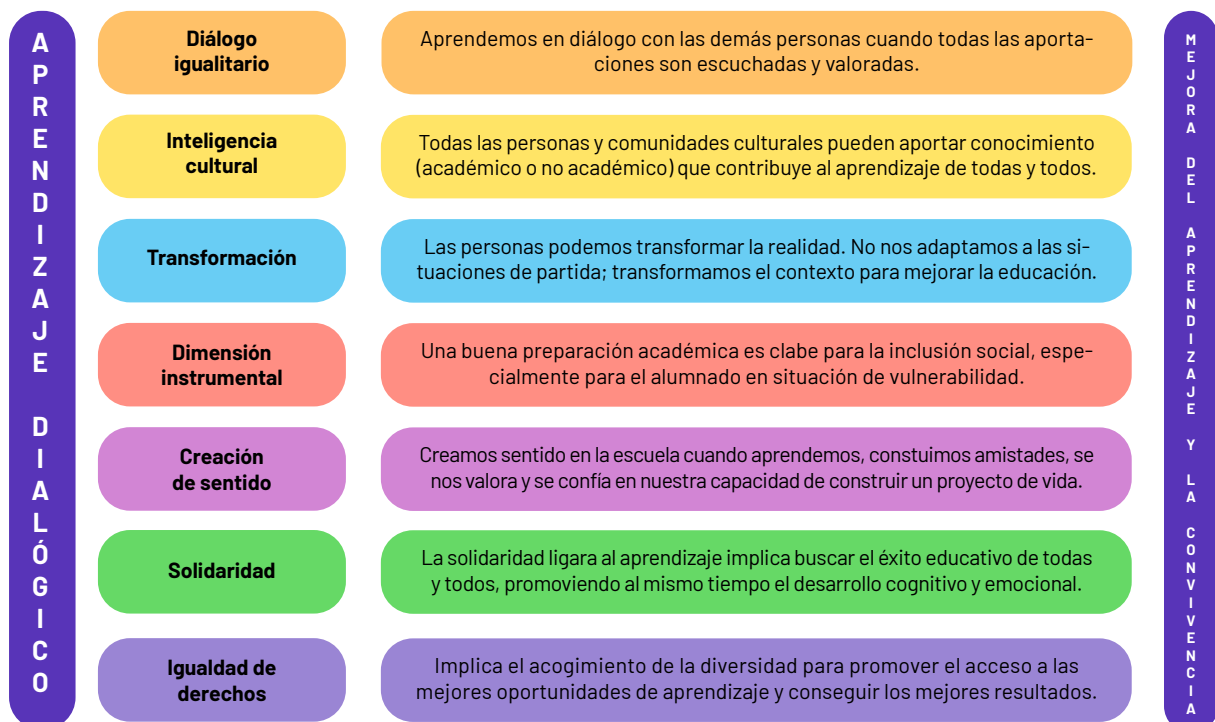 APRENDIZAJE DIALÓGICO
Diálogo
igualitario
Aprendemos en diálogo con las demás personas cuando todas las aporta-
ciones son escuchadas y valoradas.
Inteligencia
cultural
Todas las personas y comunidades culturales pueden aportar conocimiento
(académico o no académico) que contribuye al aprendizaje de todas y todos.
Transformación
Las personas podemos transformar la realidad. No nos adaptamos a las si-
tuaciones de partida; transformamos el contexto para mejorar la educación.
Dimensión
instrumental
Una buena preparación académica es clabe para la inclusión social, espe-
cialmente para el alumnado en situación de vulnerabilidad.
Creación
de sentido
Creamos sentido en la escuela cuando aprendemos, constuimos amistades, se
nos valora y se confía en nuestra capacidad de construir un proyecto de vida.
Solidaridad
La solidaridad ligara al aprendizaje implica buscar el éxito educativo de todas
y todos, promoviendo al mismo tiempo el desarrollo cognitivo y emocional.
Igualdad de
derechos
Implica el acogimiento de la diversidad para promover el acceso a las
mejores oportunidades de aprendizaje y conseguir los mejores resultados.
MEJORA DEL APRENDIZAJE Y LA CONVIVENCIA